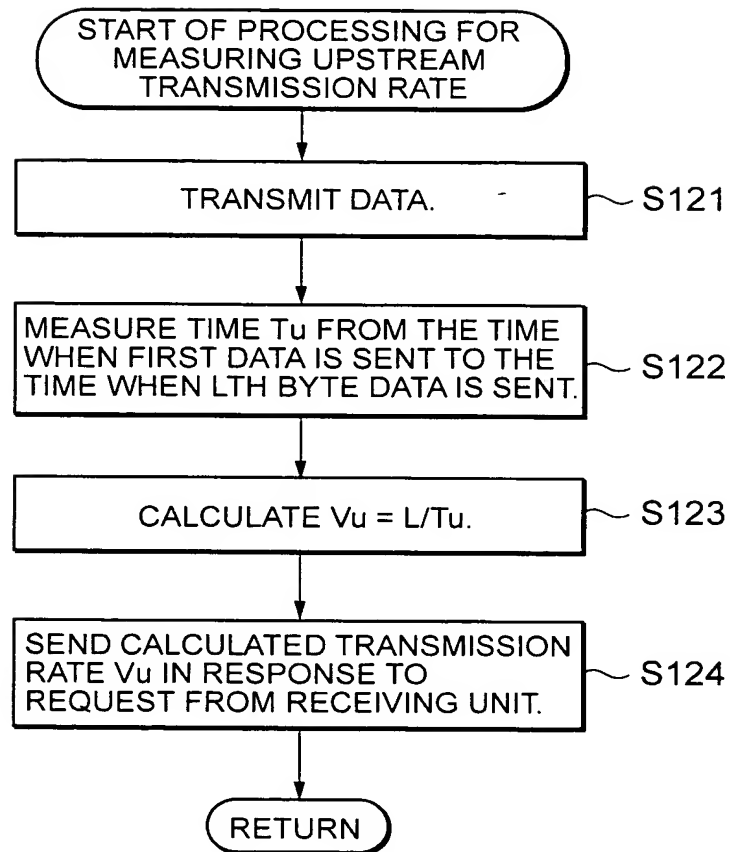 START OF PROCESSING FOR
MEASURING UPSTREAM
TRANSMISSION RATE
TRANSMIT DATA.
S121
MEASURE TIME Tu FROM THE TIME
WHEN FIRST DATA IS SENT TO THE
TIME WHEN LTH BYTE DATA IS SENT.
S122
CALCULATE Vu = L/Tu.
S123
SEND CALCULATED TRANSMISSION
RATE Vu IN RESPONSE TO
REQUEST FROM RECEIVING UNIT.
S124
RETURN